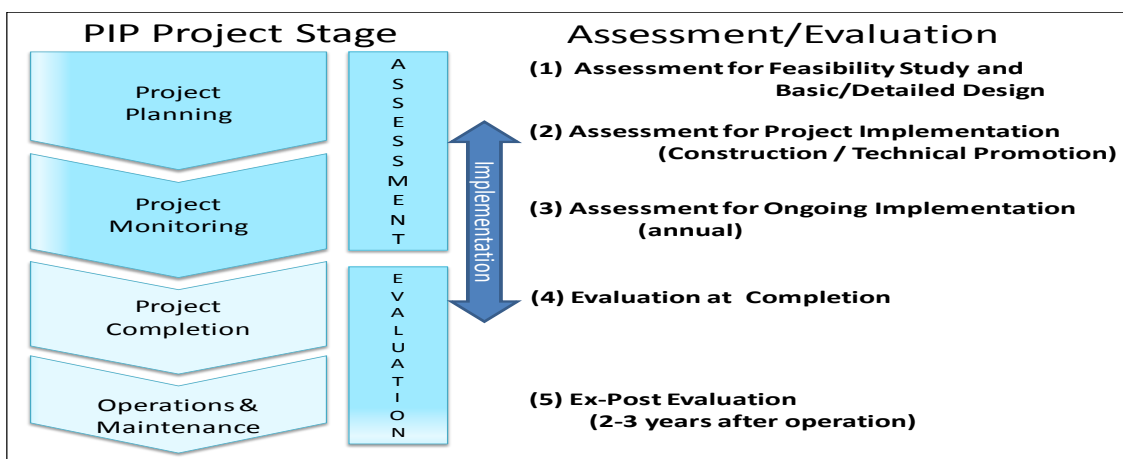 PIP Project Stage
Assessment/Evaluation
Project
Planning
Project
Monitoring
Project
Completion
Operations &
Maintenance
ASSESSMENT
EVALUATION
Implementation
(1) Assessment for Feasibility Study and
Basic/Detailed Design
(2) Assessment for Project Implementation
(Construction / Technical Promotion)
(3) Assessment for Ongoing Implementation
(annual)
(4) Evaluation at Completion
(5) Ex-Post Evaluation
(2-3 years after operation)